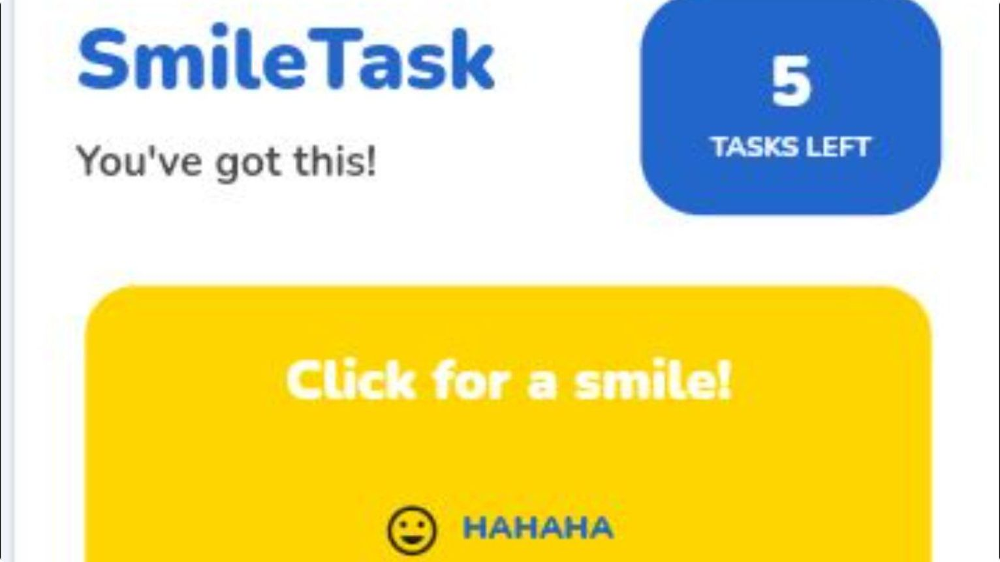 SmileTask
You've got this!
5
TASKS LEFT
Click for a smile!
HAHAHA